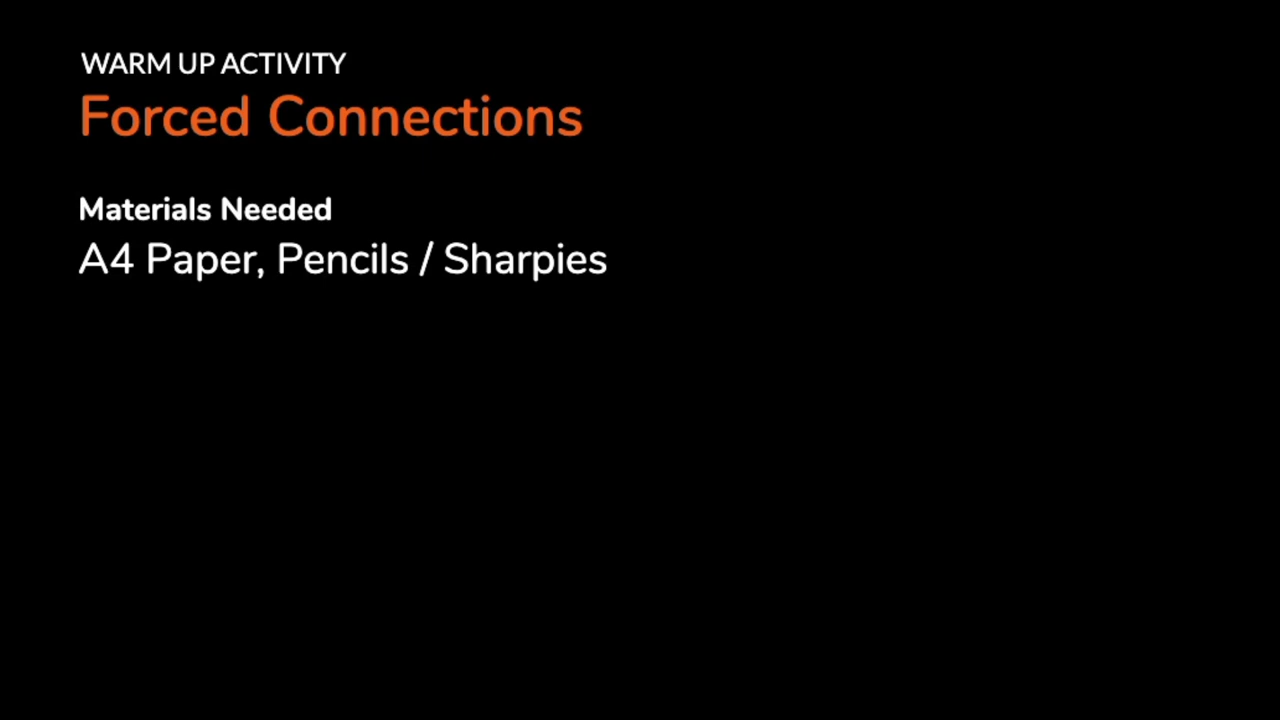 WARM UP ACTIVITY
Forced Connections
Materials Needed
A4 Paper, Pencils / Sharpies